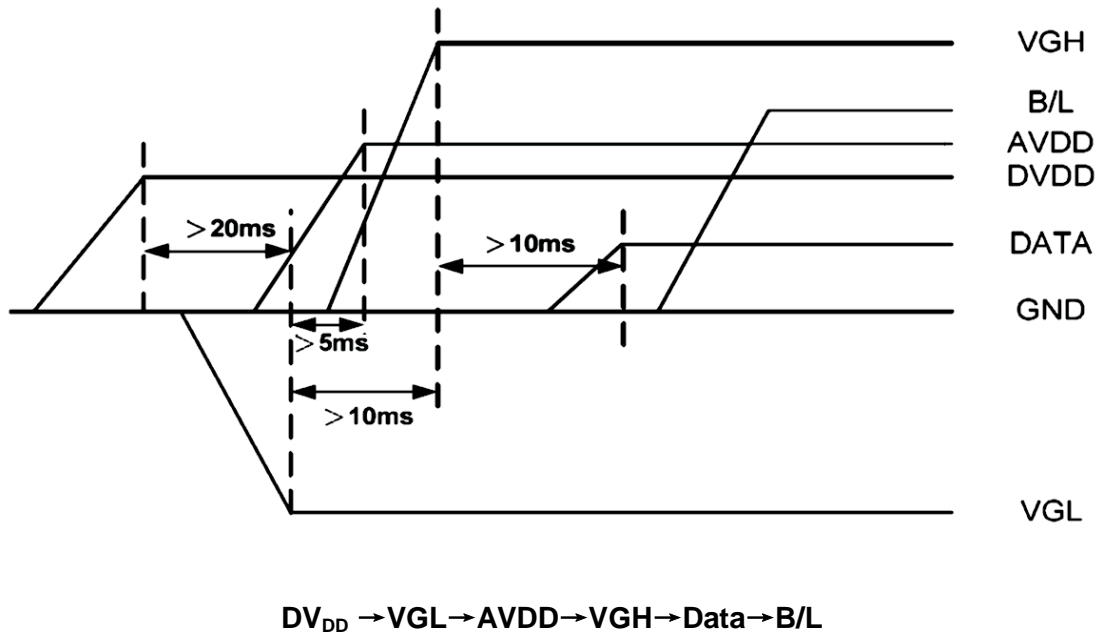 VGH
B/L
AVDD
DVDD
>20ms
>10ms
DATA
GND
>5ms
>10ms
VGL
DVDD →VGL→AVDD→VGH→Data→B/L